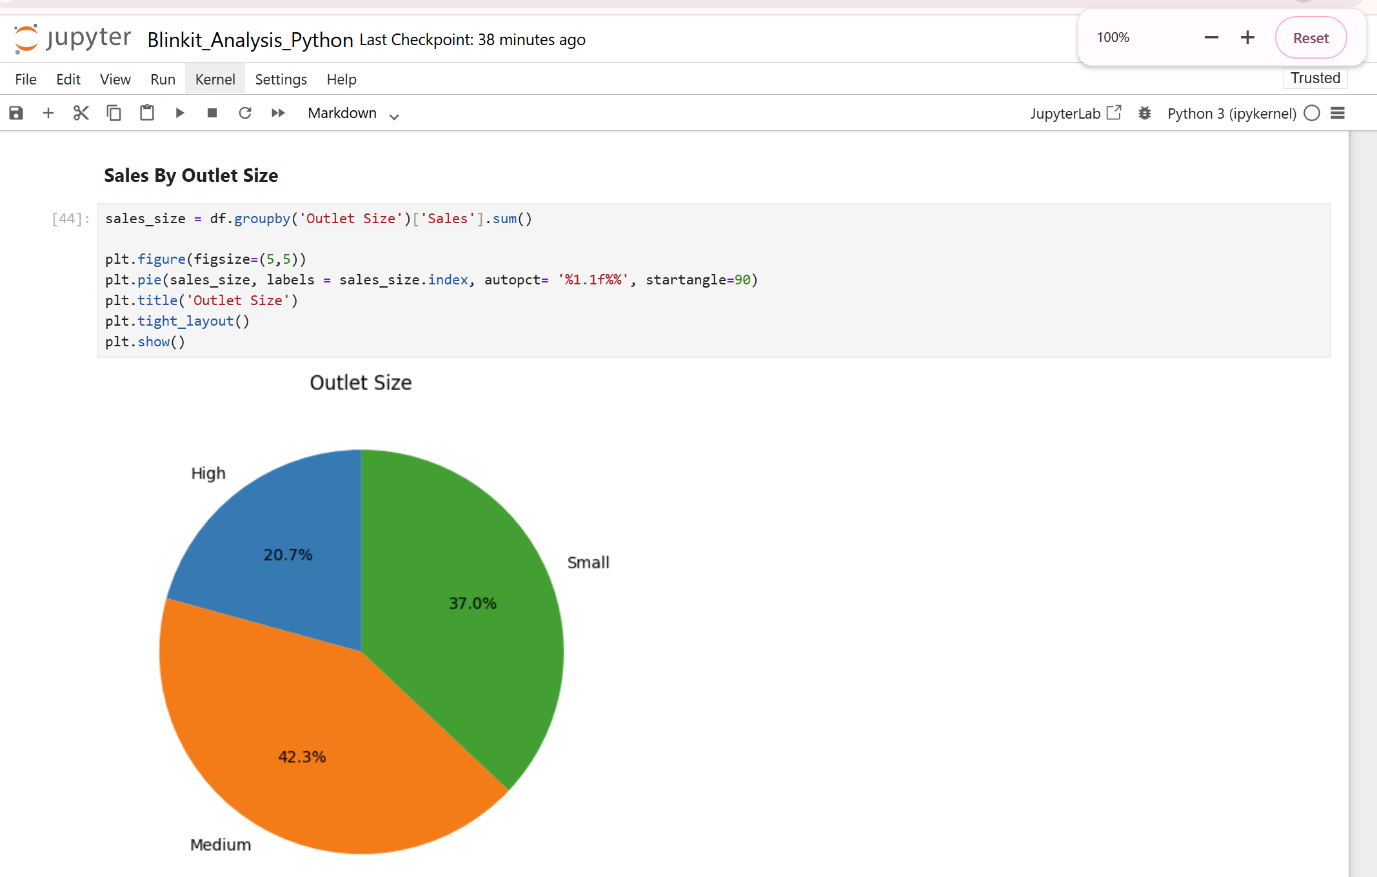 jupyter Blinkit_Analysis_Python Last Checkpoint: 38 minutes ago
100% − + Reset
File Edit View Run Kernel Settings Help
Trusted
Markdown
JupyterLab Python 3 (ipykernel)
Sales By Outlet Size
[44]: sales_size = df.groupby('Outlet Size')['Sales'].sum()
plt.figure(figsize=(5,5))
plt.pie(sales_size, labels = sales_size.index, autopct= '%1.1f%%', startangle=90)
plt.title('Outlet Size')
plt.tight_layout()
plt.show()
Outlet Size
High
20.7%
Small
37.0%
42.3%
Medium